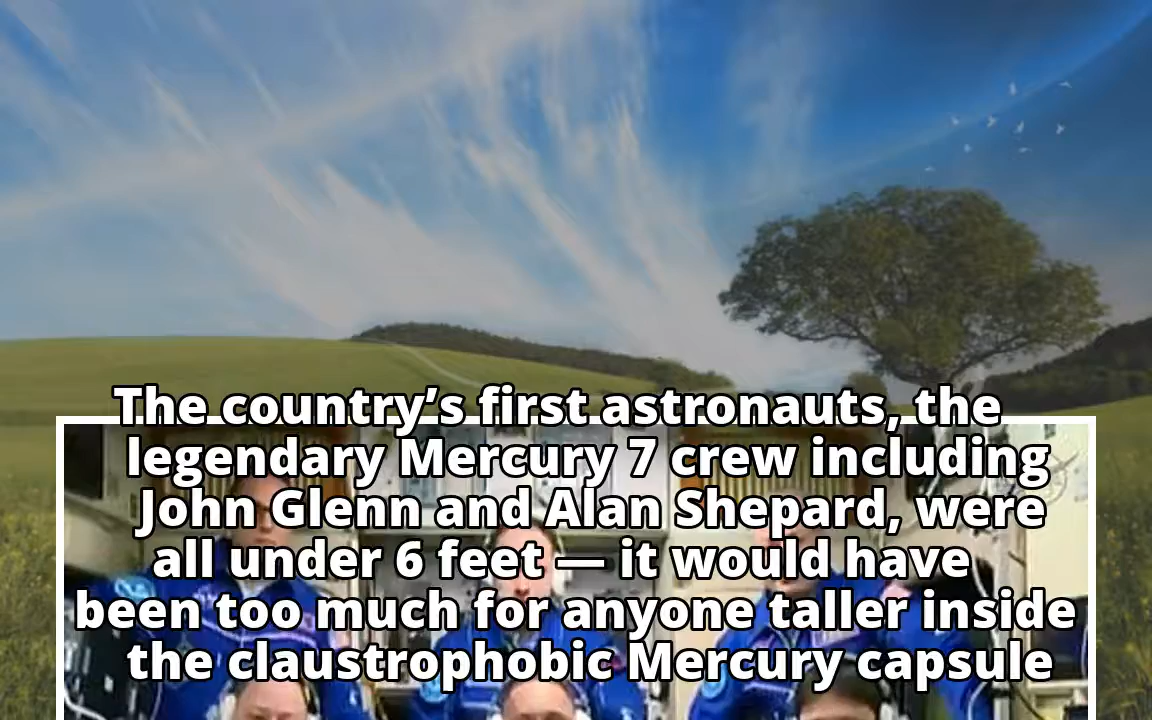 The country’s first astronauts, the
legendary Mercury 7 crew including
John Glenn and Alan Shepard, were
all under 6 feet — it would have
been too much for anyone taller inside
the claustrophobic Mercury capsule